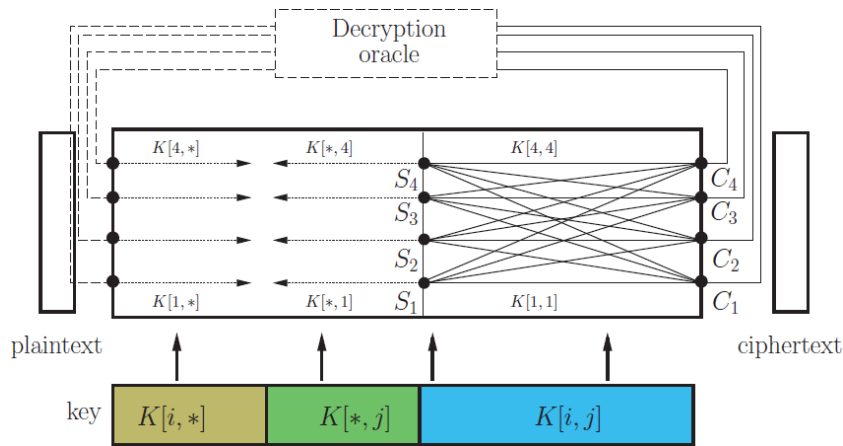 Decryption
oracle
K[4, ∗] K[∗, 4] K[4, 4]
S₄ C₄
S₃ C₃
S₂ C₂
S₁ C₁
K[1, ∗] K[∗, 1] K[1, 1]
plaintext ciphertext
key K[i, ∗] K[∗, j] K[i, j]